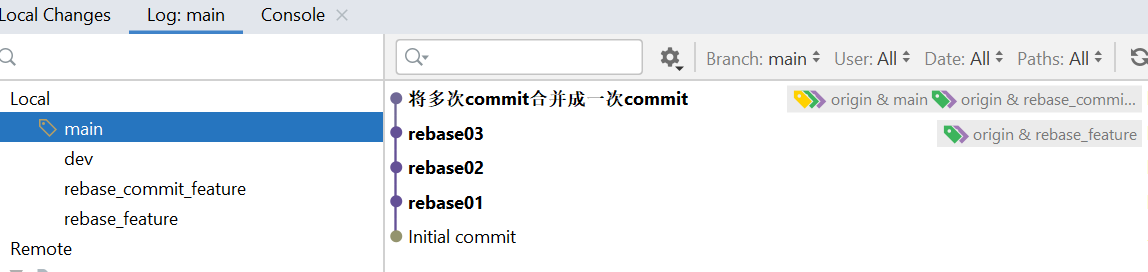 Local Changes Log: main Console
Branch: main User: All Date: All Paths: All
Local
main
dev
rebase_commit_feature
rebase_feature
Remote
将多次commit合并成一次commit origin & main origin & rebase_commi...
rebase03 origin & rebase_feature
rebase02
rebase01
Initial commit